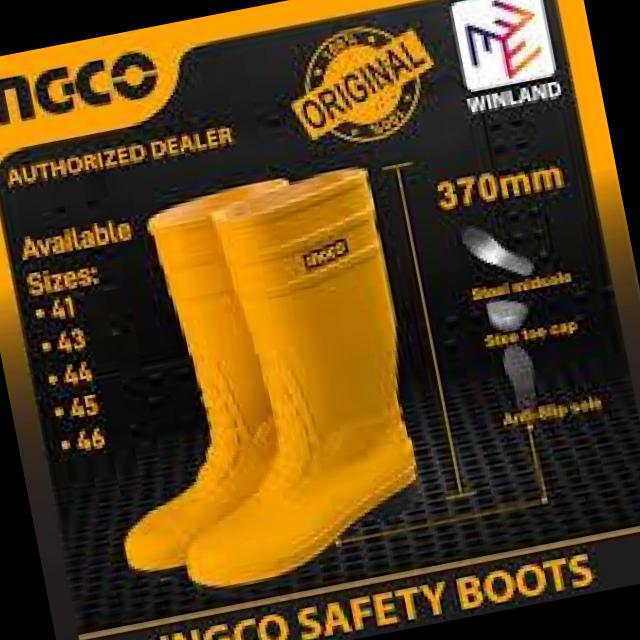 INGCO
AUTHORIZED DEALER
ORIGINAL
WINLAND
Available
Sizes:
• 41
• 43
• 44
• 45
• 46
INGCO
370mm
Steel midsole
toe cap
Anti-slip sole
INGCO SAFETY BOOTS